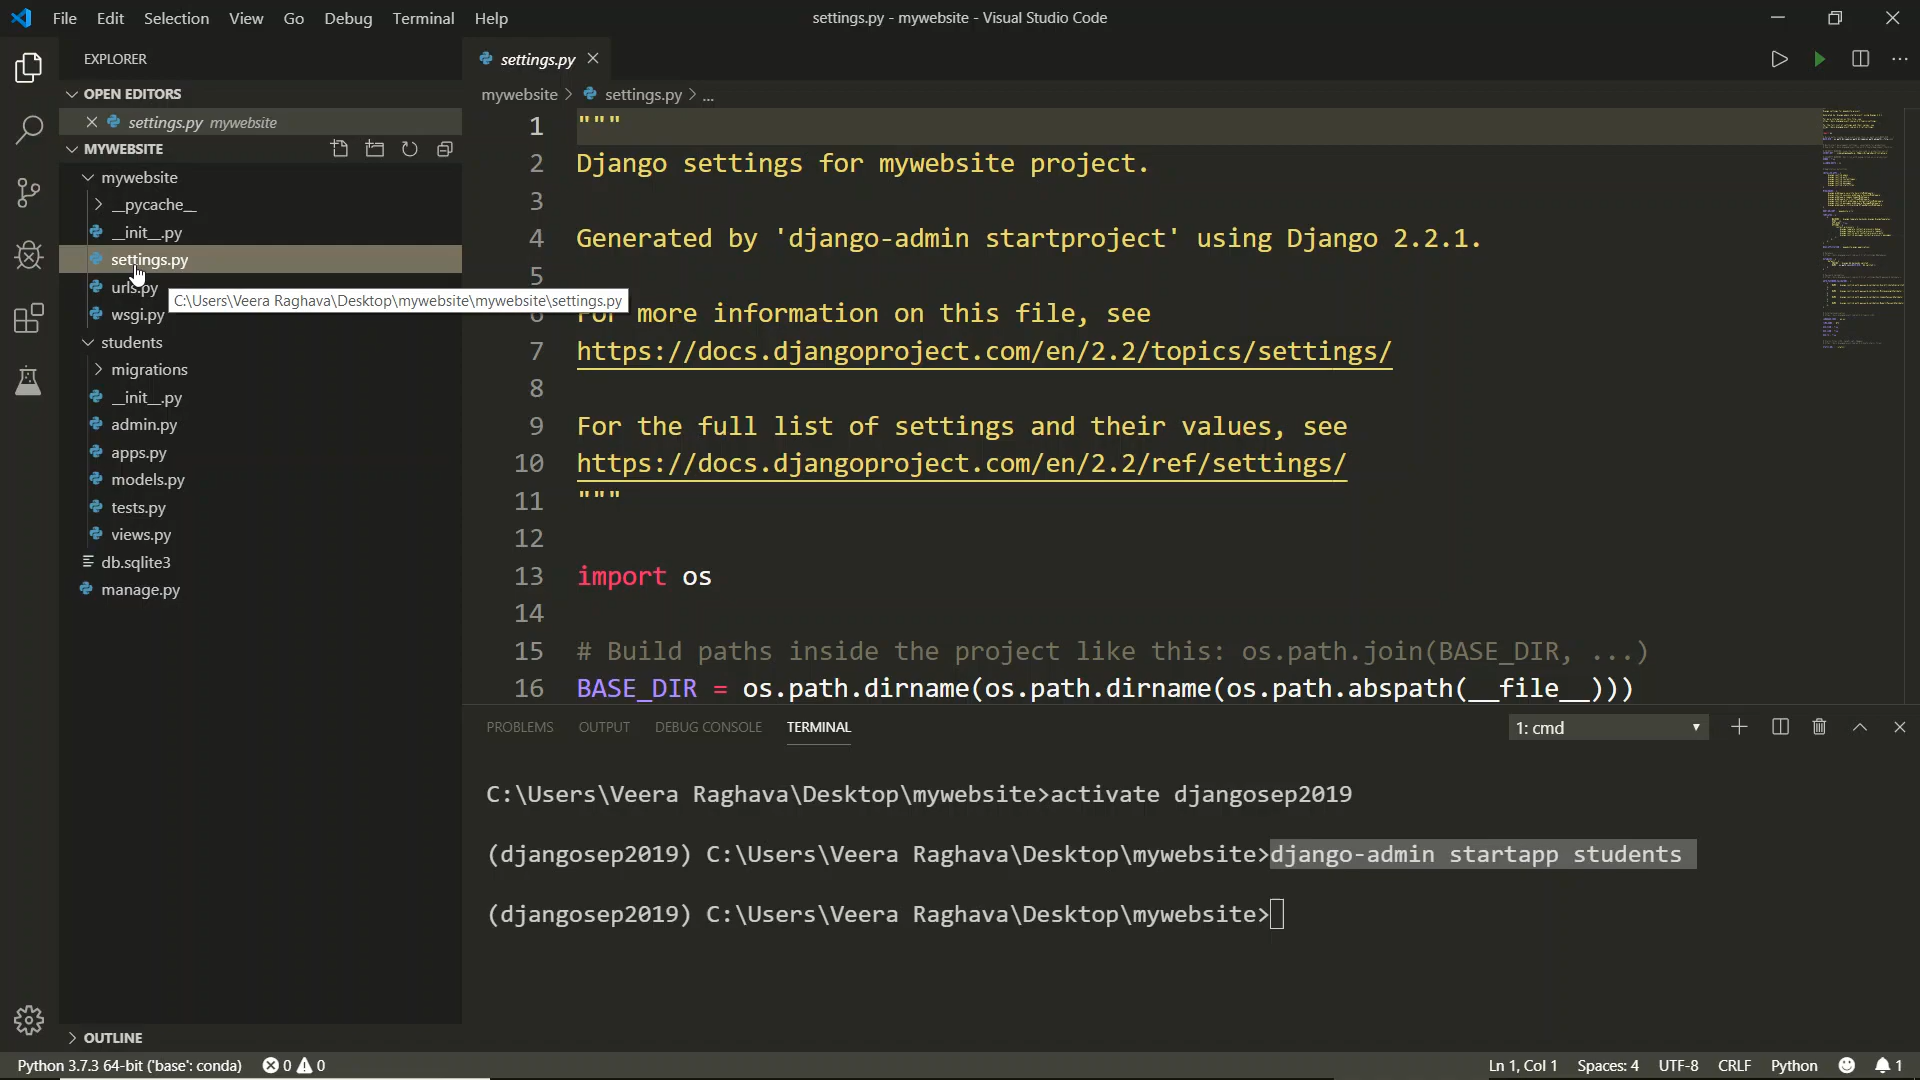 File Edit Selection View Go Debug Terminal Help
settings.py - mywebsite - Visual Studio Code
EXPLORER
OPEN EDITORS
settings.py mywebsite
MYWEBSITE
mywebsite
__pycache__
__init__.py
settings.py
urls.py
C:\Users\Veera Raghava\Desktop\mywebsite\mywebsite\settings.py
wsgi.py
students
migrations
__init__.py
admin.py
apps.py
models.py
tests.py
views.py
db.sqlite3
manage.py
OUTLINE
settings.py
mywebsite > settings.py > ...
1 """
2 Django settings for mywebsite project.
3
4 Generated by 'django-admin startproject' using Django 2.2.1.
5
6 For more information on this file, see
7 https://docs.djangoproject.com/en/2.2/topics/settings/
8
9 For the full list of settings and their values, see
10 https://docs.djangoproject.com/en/2.2/ref/settings/
11 """
12
13 import os
14
15 # Build paths inside the project like this: os.path.join(BASE_DIR, ...)
16 BASE_DIR = os.path.dirname(os.path.dirname(os.path.abspath(__file__)))
PROBLEMS OUTPUT DEBUG CONSOLE TERMINAL
1: cmd
C:\Users\Veera Raghava\Desktop\mywebsite>activate djangosep2019
(djangosep2019) C:\Users\Veera Raghava\Desktop\mywebsite>django-admin startapp students
(djangosep2019) C:\Users\Veera Raghava\Desktop\mywebsite>
Python 3.7.3 64-bit ('base': conda) 0 0
Ln 1, Col 1 Spaces: 4 UTF-8 CRLF Python 1